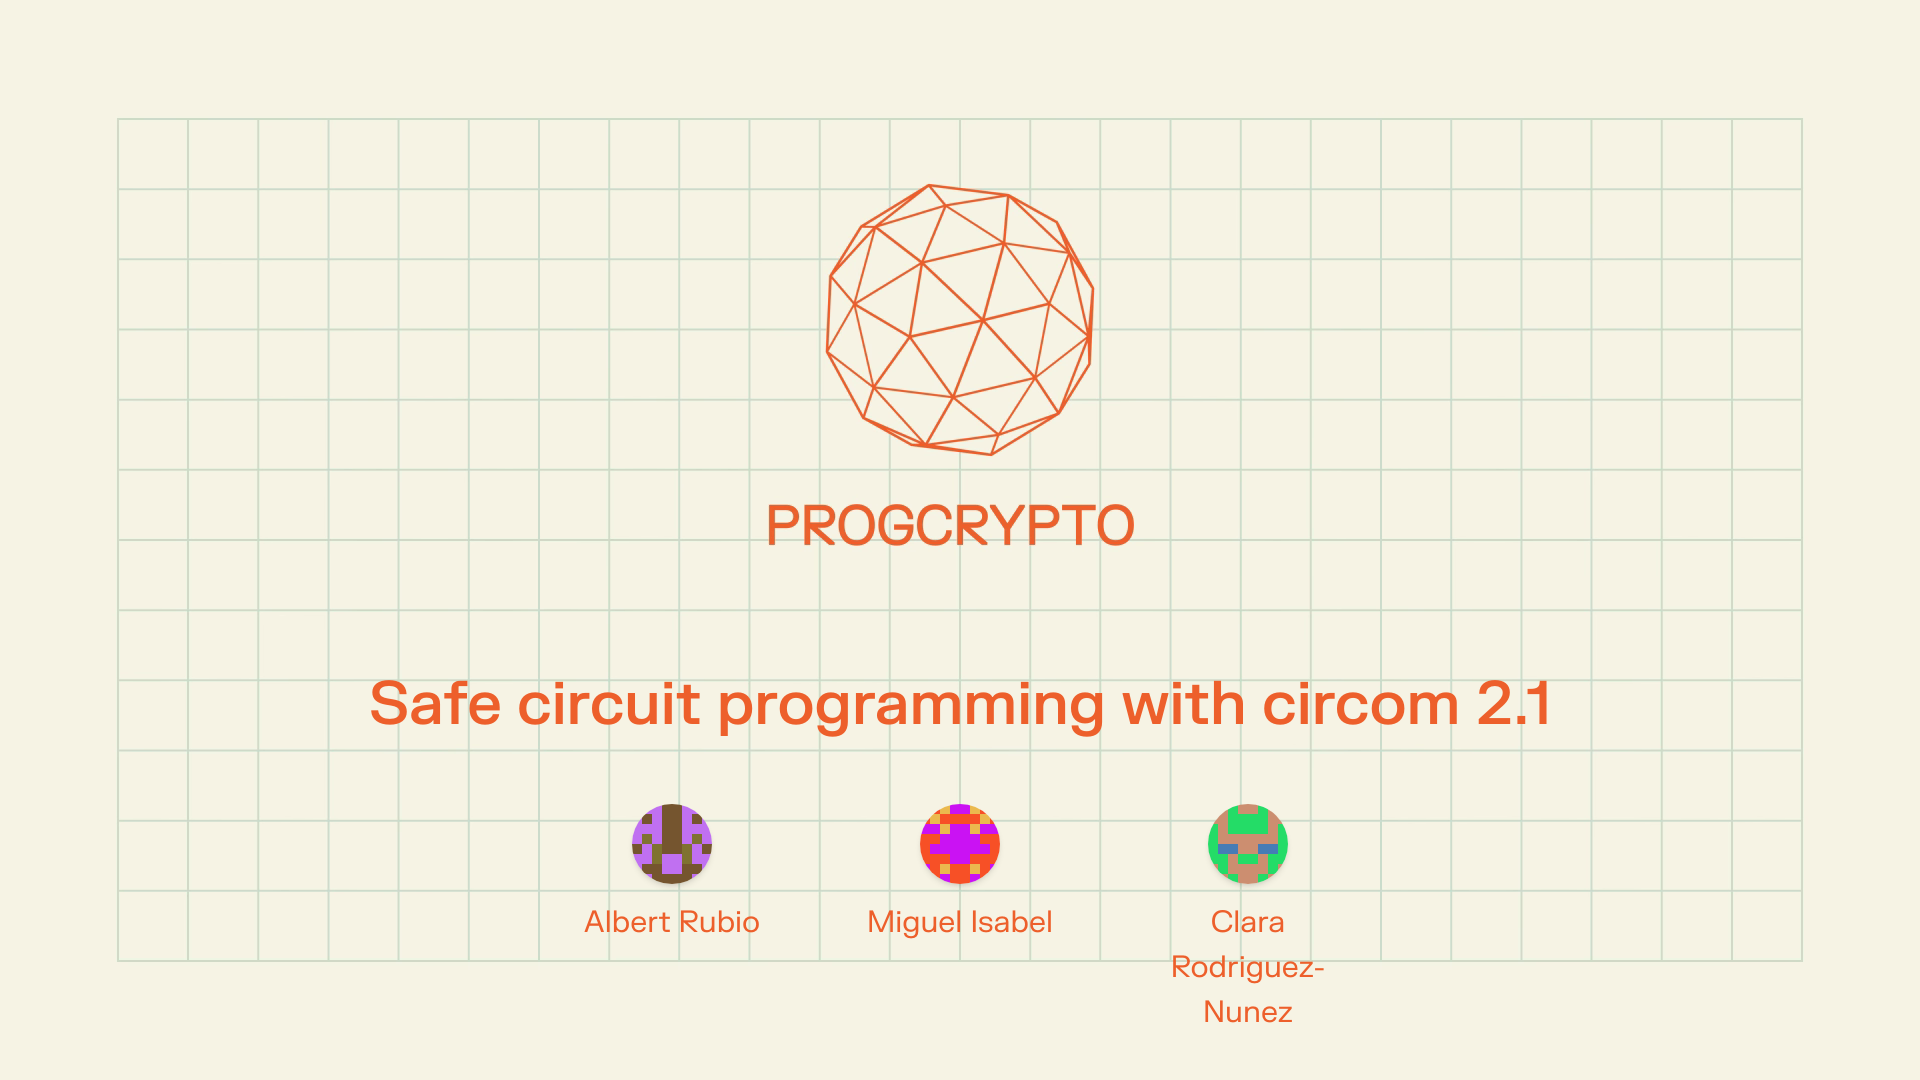 PROGCRYPTO
Safe circuit programming with circom 2.1
Albert Rubio
Miguel Isabel
Clara
Rodriguez-
Nunez